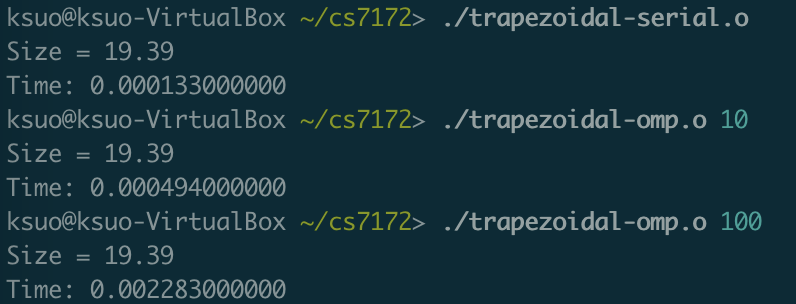 ksuo@ksuo-VirtualBox ~/cs7172> ./trapezoidal-serial.o
Size = 19.39
Time: 0.000133000000
ksuo@ksuo-VirtualBox ~/cs7172> ./trapezoidal-omp.o 10
Size = 19.39
Time: 0.000494000000
ksuo@ksuo-VirtualBox ~/cs7172> ./trapezoidal-omp.o 100
Size = 19.39
Time: 0.002283000000